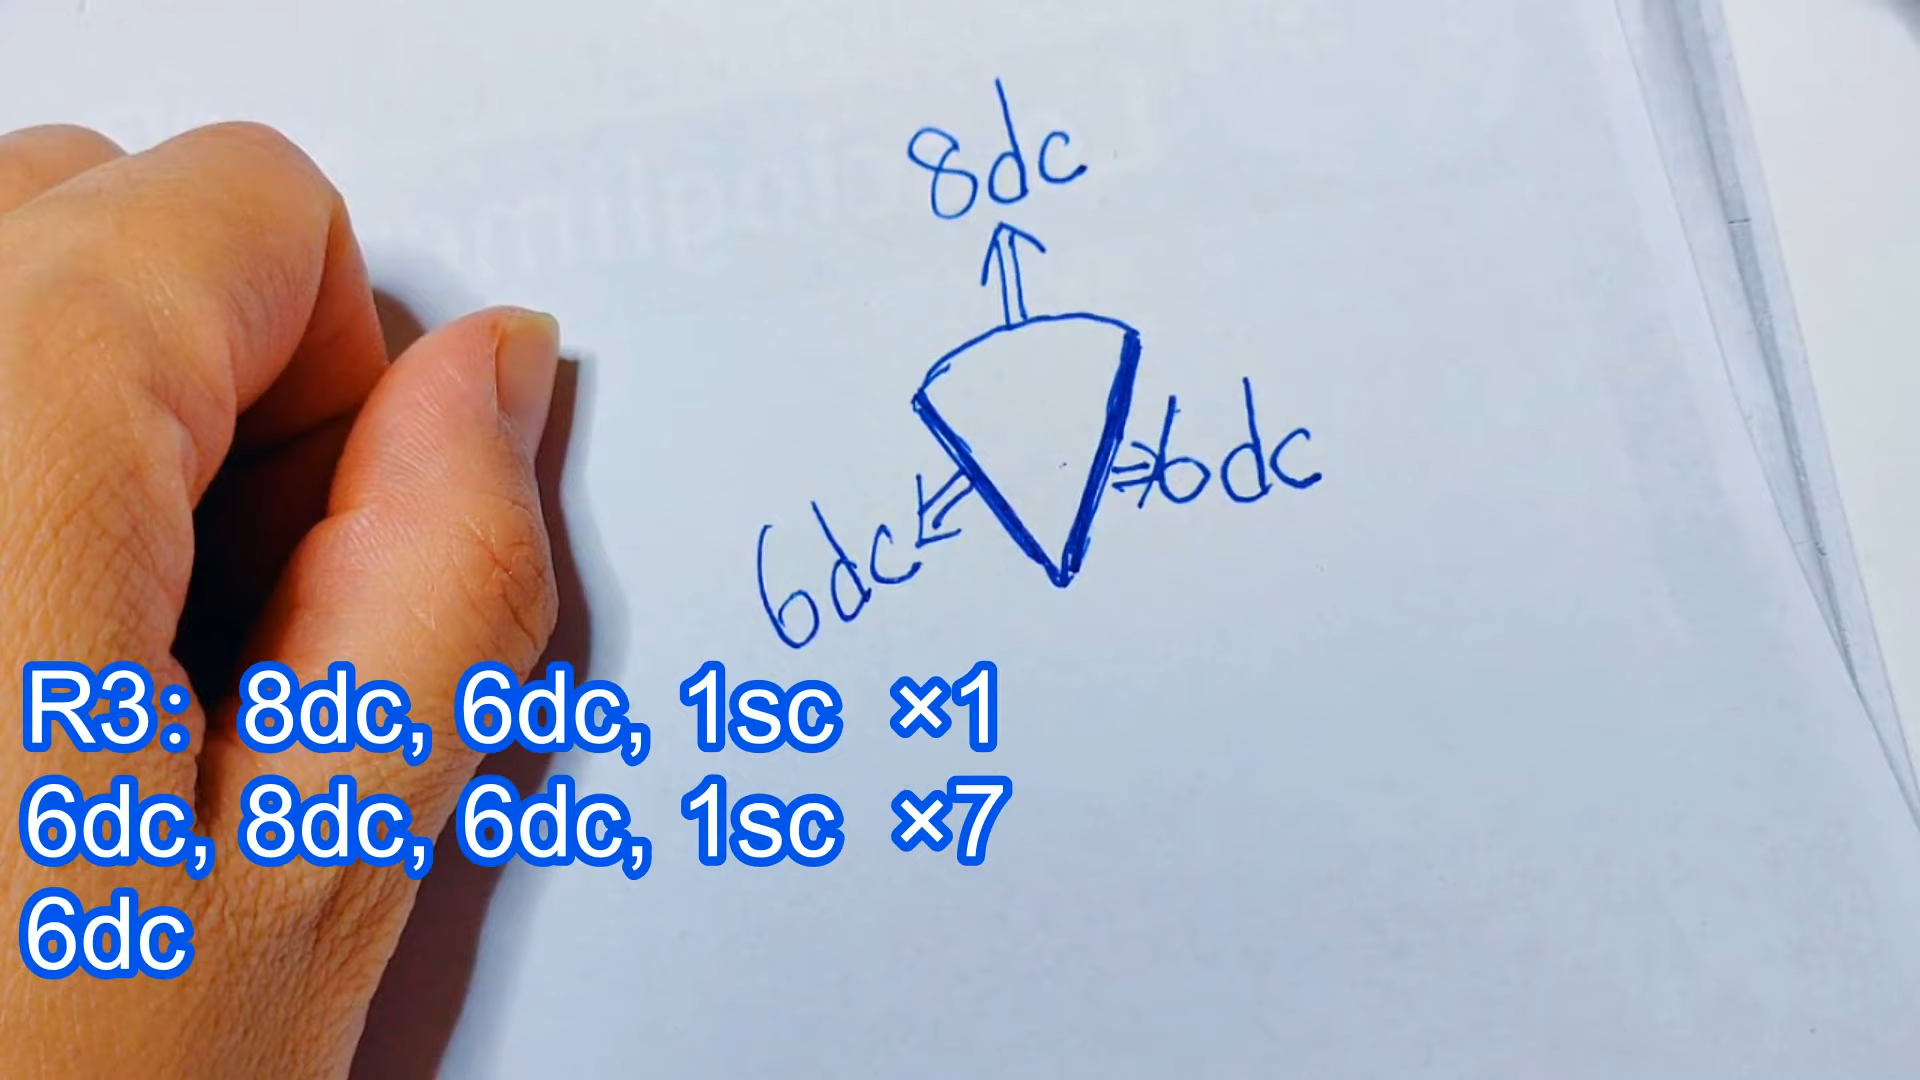 8dc
6dc
6dc
R3: 8dc, 6dc, 1sc ×1
6dc, 8dc, 6dc, 1sc ×7
6dc